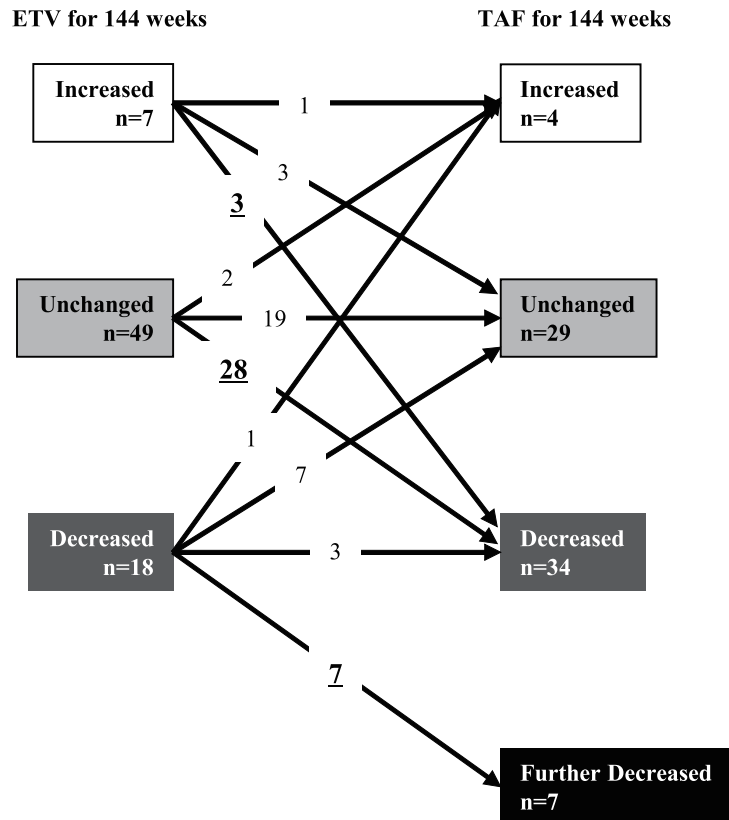 ETV for 144 weeks
TAF for 144 weeks
Increased
n=7
1
Increased
n=4
3
3
2
Unchanged
n=49
19
Unchanged
n=29
28
1
7
Decreased
n=18
3
Decreased
n=34
7
Further Decreased
n=7